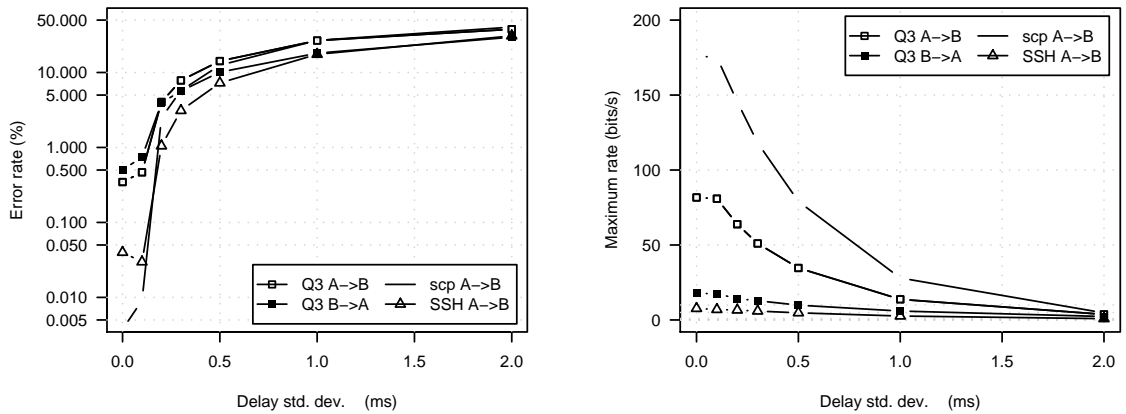 50.000
10.000
5.000
1.000
0.500
0.100
0.050
0.010
0.005
Error rate (%)
Q3 A−>B
Q3 B−>A
scp A−>B
SSH A−>B
0.0 0.5 1.0 1.5 2.0
Delay std. dev. (ms)
200
150
100
50
0
Maximum rate (bits/s)
Q3 A−>B
Q3 B−>A
scp A−>B
SSH A−>B
0.0 0.5 1.0 1.5 2.0
Delay std. dev. (ms)